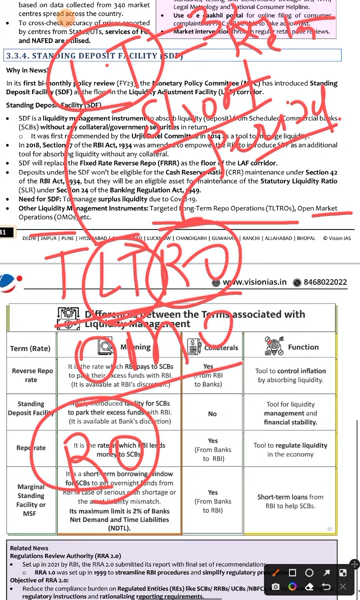 based on data collected from 340 market centres spread across the country.
To cross-check accuracy of prices reported by centres from States/UTs, services of FCI and NAFED are utilised.
Legal Metrology
National Consumer Helpline.
portal for online filing of consumer
Market intervention through regular retail price reviews.
3.3.4. STANDING DEPOSIT FACILITY (SDF)
Why in News?
In its first bi-monthly policy review (FY23), the Monetary Policy Committee (MPC) has introduced Standing
Deposit Facility (SDF) as the floor in the Liquidity Adjustment Facility (LAF) corridor.
Standing Deposit Facility (SDF)
• SDF is a liquidity management instrument to absorb liquidity (deposit) from Scheduled Commercial banks
(SCBs) without any collateral/government securities in return.
It was first recommended by the Urjit Patel Committee in 2014 as a tool to manage liquidity.
• In 2018, Section 17 of the RBI Act, 1934 was amended to empower the RBI to introduce SDF as an additional
tool for absorbing liquidity without any collateral.
• SDF will replace the Fixed Rate Reverse Repo (FRRR) as the floor of the LAF corridor.
• Deposits under the SDF won't be eligible for the Cash Reserve Ratio (CRR) maintenance under Section 42
of the RBI Act, 1934, but they will be an eligible asset for maintenance of the Statutory Liquidity Ratio
(SLR) under Section 24 of the Banking Regulation Act, 1949.
• Need for SDF: To manage surplus liquidity due to Covid-19.
• Other Liquidity Management Instruments: Targeted Long-Term Repo Operations (TLTROs), Open Market
Operations (OMOs), etc.
31
DELHI | JAIPUR | PUNE | HYDERABAD | AHMEDABAD | LUCKNOW | CHANDIGARH | GUWAHATI | RANCHI | ALLAHABAD | BHOPAL © Vision IAS
TLTRO
www.visionias.in 8468022022
Differences between the Terms associated with
Liquidity Management
OMO
Term (Rate) Meaning Collaterals Function
Reverse Repo rate
It is the rate which RBI pays to SCBs to park their excess funds with RBI. (It is available at RBI's discretion)
Yes (From RBI to Banks)
Tool to control inflation by absorbing liquidity.
Standing Deposit Facility
introduced facility for SCBs to park their excess funds with RBI. (It is available at Bank's discretion)
No
Tool for liquidity management and financial stability.
RO
Repo rate
It is the rate at which RBI lends money to SCBs
Yes (From Banks to RBI)
Tool to regulate liquidity in the economy
Marginal Standing Facility or MSF
It is a short-term borrowing window for SCBs to get overnight funds from RBI in case of serious cash shortage or mismatch. Its maximum limit is 2% of Banks Net Demand and Time Liabilities (NDTL).
Yes (From Banks to RBI)
Short-term loans from RBI to help SCBs.
Related News
Regulations Review Authority (RRA 2.0)
• Set up in 2021 by RBI, the RRA 2.0 submitted its report with final set of recommendations
RRA 1.0 was set up in 1999 to streamline RBI procedures and simplify regulatory
Objective of RRA 2.0:
• Reduce the compliance burden on Regulated Entities (REs) like SCBs/ RRBs/ UCBs /NBFC
regulatory instructions and rationalizing reporting requirements.